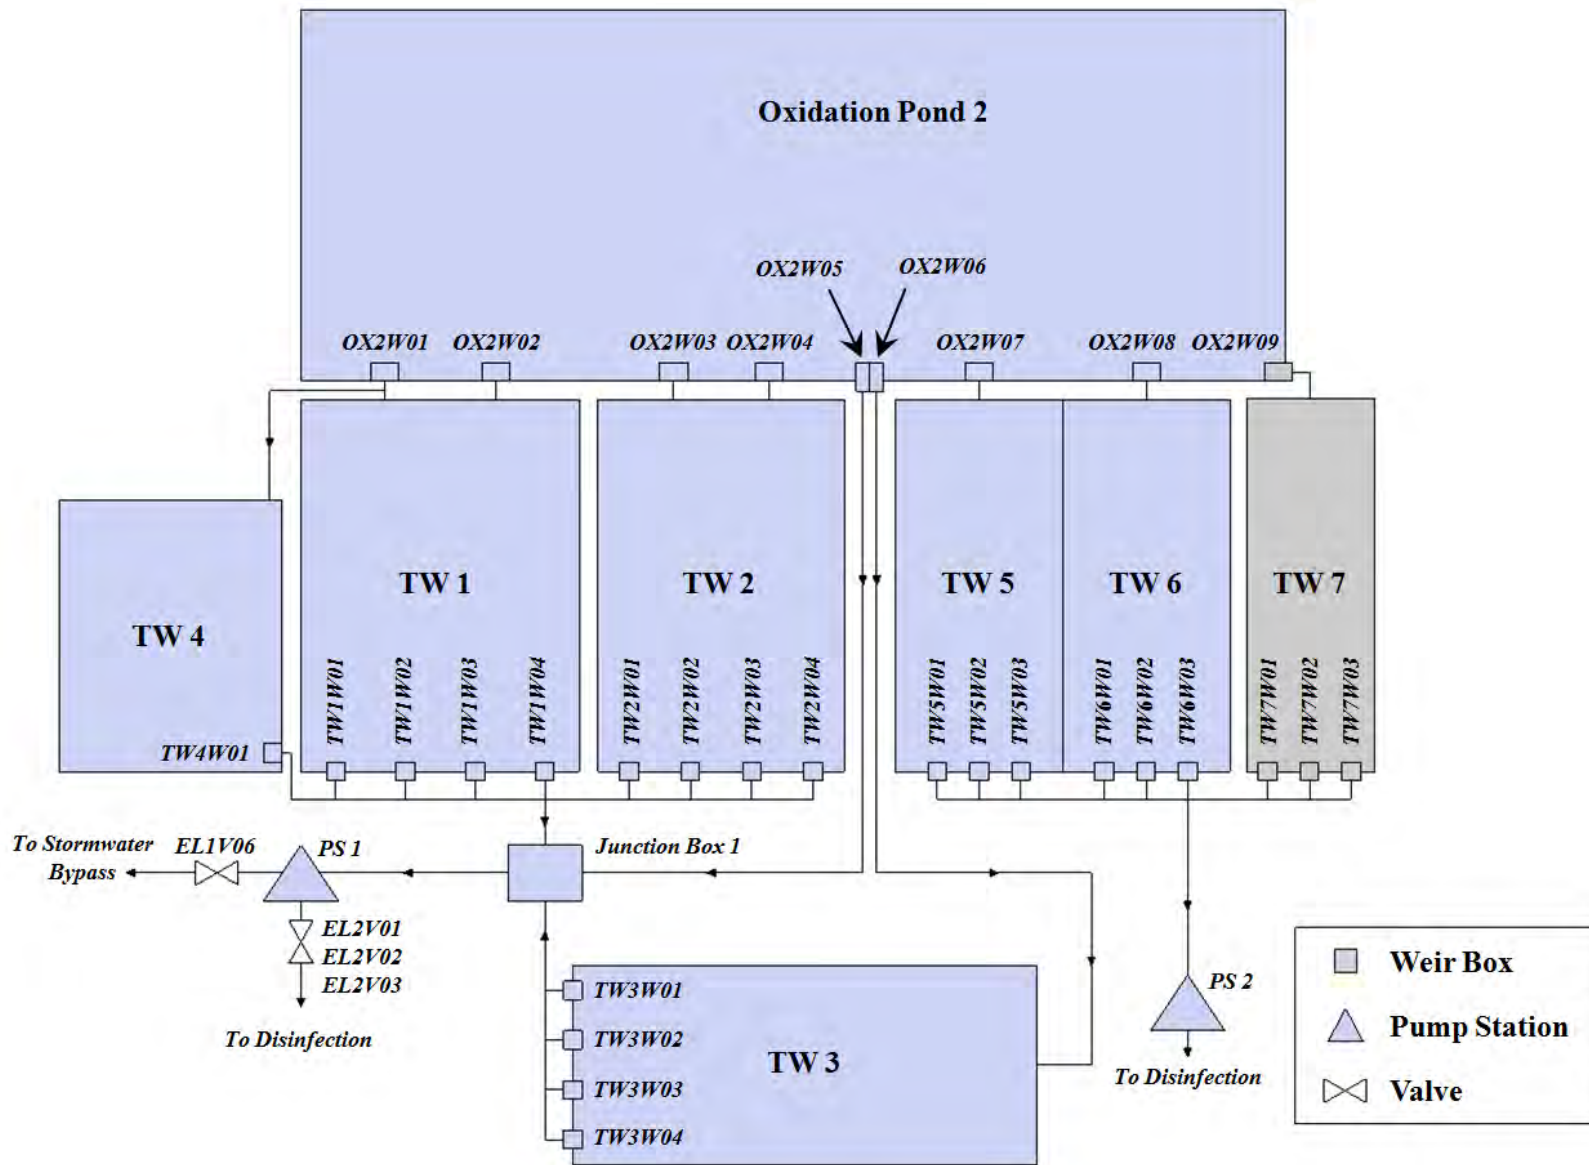 Oxidation Pond 2
OX2W05
OX2W06
OX2W01
OX2W02
OX2W03
OX2W04
OX2W07
OX2W08
OX2W09
TW 1
TW 2
TW 5
TW 6
TW 7
TW 4
TW1W01
TW1W02
TW1W03
TW1W04
TW2W01
TW2W02
TW2W03
TW2W04
TW5W01
TW5W02
TW5W03
TW6W01
TW6W02
TW6W03
TW7W01
TW7W02
TW7W03
TW4W01
To Stormwater
Bypass
EL1V06
PS 1
Junction Box 1
EL2V01
EL2V02
EL2V03
To Disinfection
TW3W01
TW3W02
TW3W03
TW3W04
TW 3
PS 2
To Disinfection
Weir Box
Pump Station
Valve